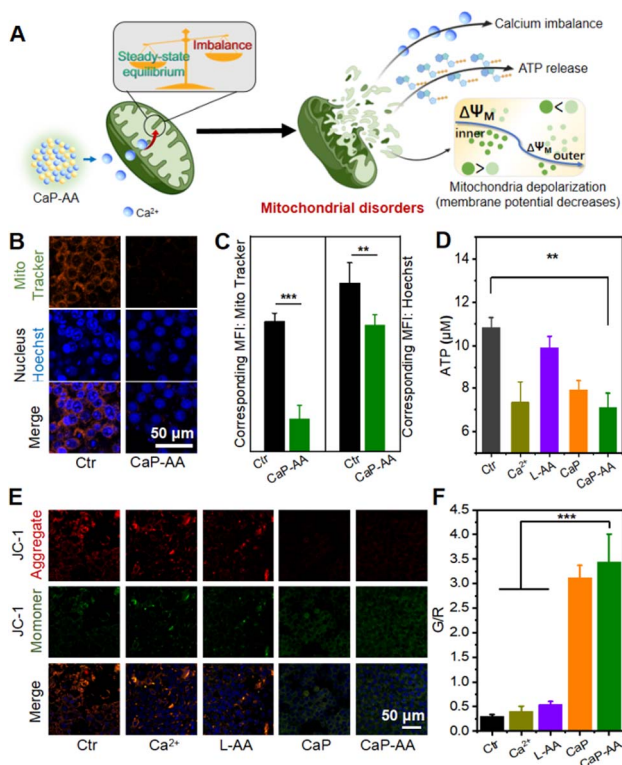 A
Steady-state
equilibrium
Imbalance
CaP-AA
Ca²⁺
Mitochondrial disorders
Calcium imbalance
ATP release
ΔΨM
inner
<
>
ΔΨM
outer
Mitochondria depolarization
(membrane potential decreases)
B
Mito
Tracker
Nucleus
Hoechst
Merge
50 µm
Ctr
CaP-AA
C
Corresponding MFI: Mito Tracker
***
**
Corresponding MFI: Hoechst
Ctr
CaP-AA
Ctr
CaP-AA
D
ATP (µM)
14
12
10
8
6
**
Ctr
Ca²⁺
L-AA
CaP
CaP-AA
E
JC-1
Aggregate
JC-1
Momoner
Merge
50 µm
Ctr
Ca²⁺
L-AA
CaP
CaP-AA
F
G/R
4.5
4.0
3.5
3.0
2.5
2.0
1.5
1.0
0.5
0.0
***
Ctr
Ca²⁺
L-AA
CaP
CaP-AA